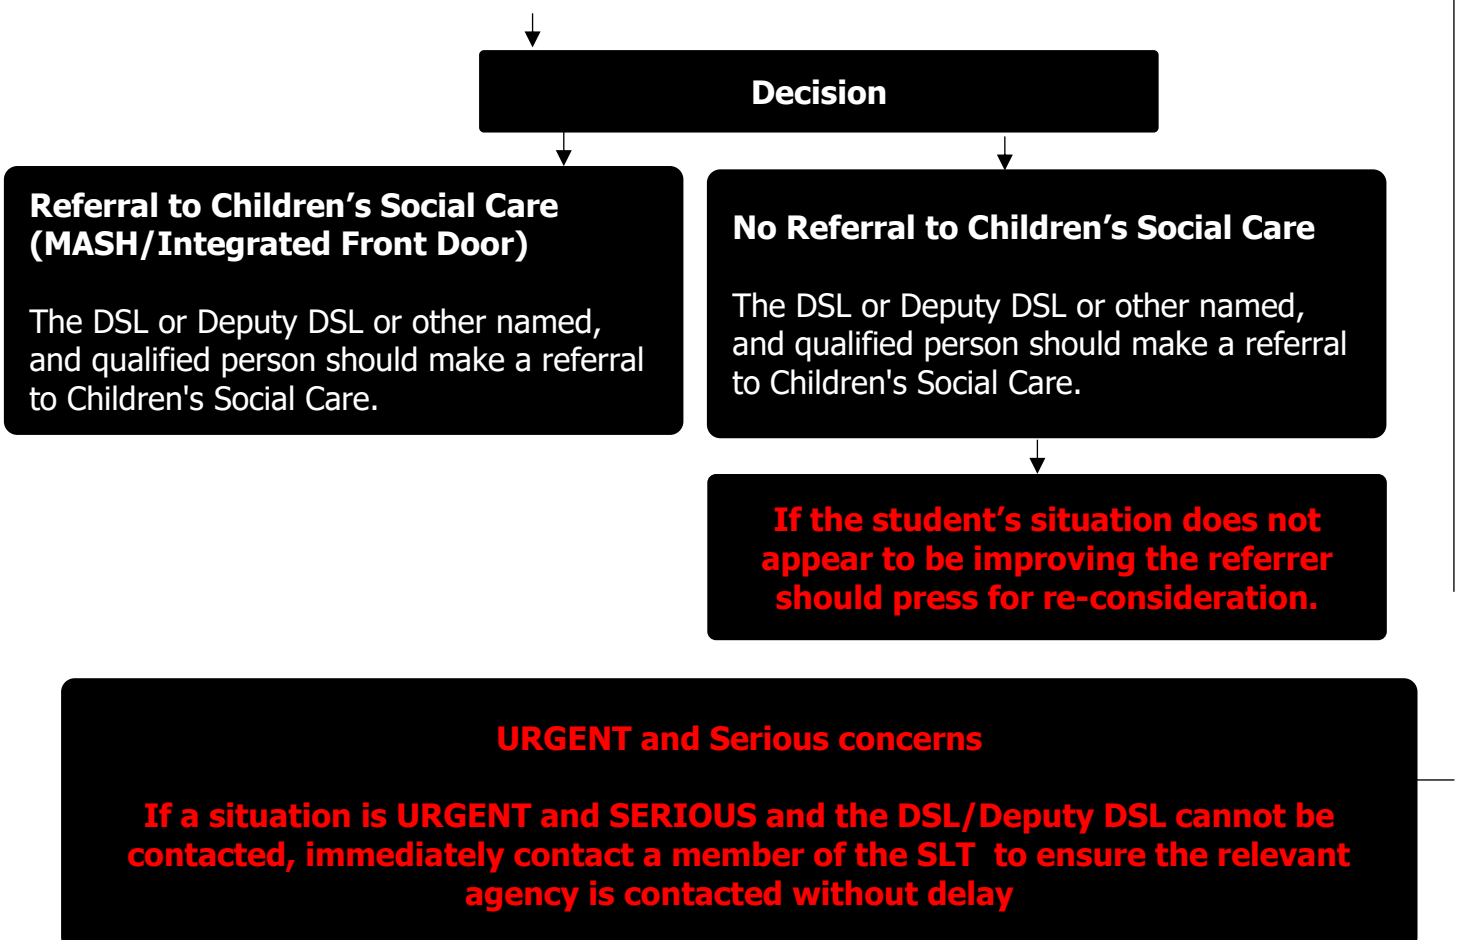 Decision
Referral to Children’s Social Care
(MASH/Integrated Front Door)
The DSL or Deputy DSL or other named,
and qualified person should make a referral
to Children's Social Care.
No Referral to Children’s Social Care
The DSL or Deputy DSL or other named,
and qualified person should make a referral
to Children's Social Care.
If the student’s situation does not
appear to be improving the referrer
should press for re-consideration.
URGENT and Serious concerns
If a situation is URGENT and SERIOUS and the DSL/Deputy DSL cannot be
contacted, immediately contact a member of the SLT  to ensure the relevant
agency is contacted without delay